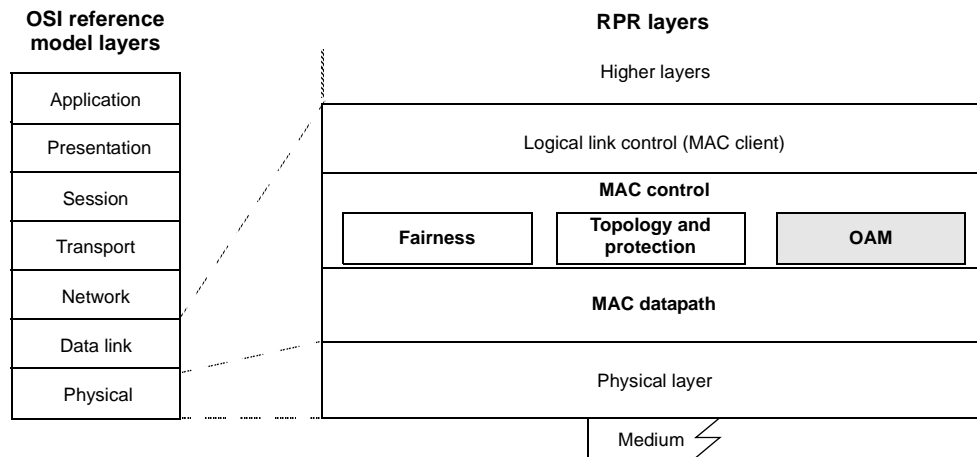 OSI reference
model layers
Application
Presentation
Session
Transport
Network
Data link
Physical
RPR layers
Higher layers
Logical link control (MAC client)
MAC control
Fairness
Topology and
protection
OAM
MAC datapath
Physical layer
Medium